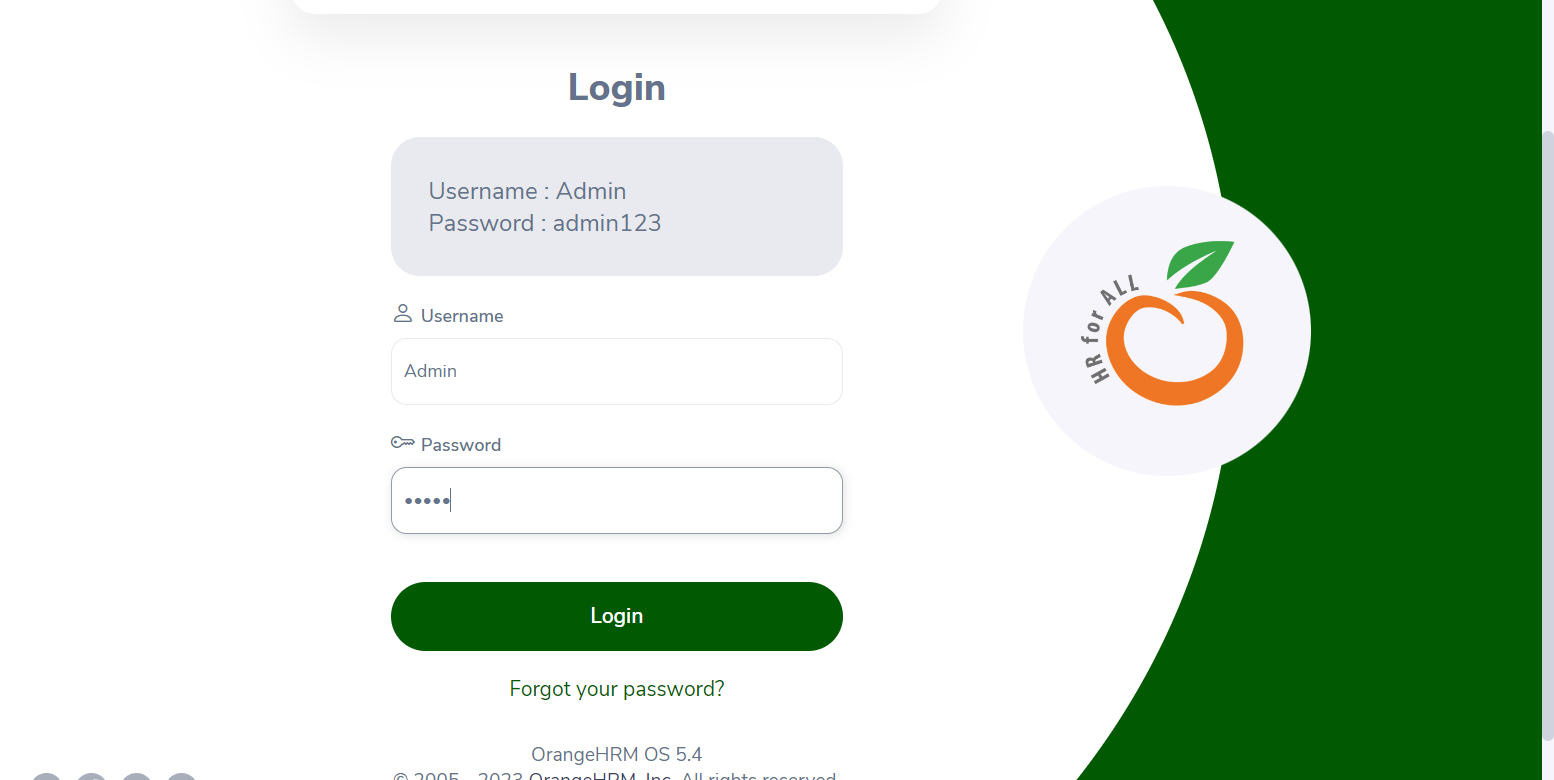 Login
Username : Admin
Password : admin123
Username
Admin
Password
•••••
Login
Forgot your password?
OrangeHRM OS 5.4
© 2005 - 2023 OrangeHRM, Inc. All rights reserved
HR for ALL